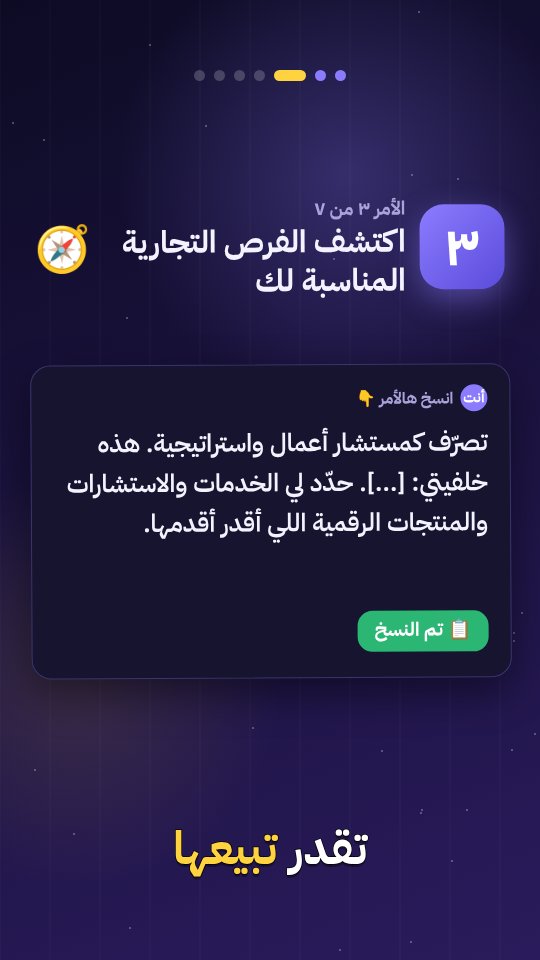 الأمر ٣ من ٧
٣
اكتشف الفرص التجارية
المناسبة لك
أنت
انسخ هالأمر 👇
تصرّف كمستشار أعمال واستراتيجية. هذه
خلفيتي: [...]. حدّد لي الخدمات والاستشارات
والمنتجات الرقمية اللي أقدر أقدمها.
📋 تم النسخ
تقدر تبيعها